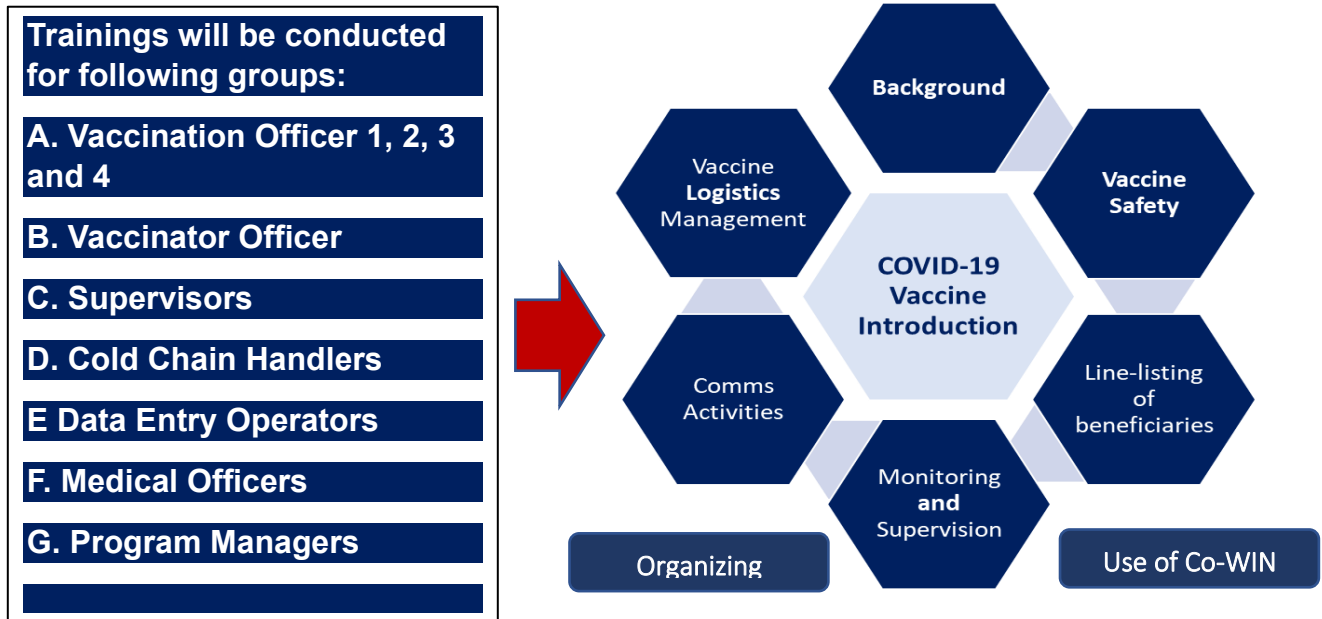 Trainings will be conducted
for following groups:
A. Vaccination Officer 1, 2, 3
and 4
B. Vaccinator Officer
C. Supervisors
D. Cold Chain Handlers
E Data Entry Operators
F. Medical Officers
G. Program Managers
Background
Vaccine
Safety
Line-listing
of
beneficiaries
Monitoring
and
Supervision
Comms
Activities
Vaccine
Logistics
Management
COVID-19
Vaccine
Introduction
Organizing
Use of Co-WIN